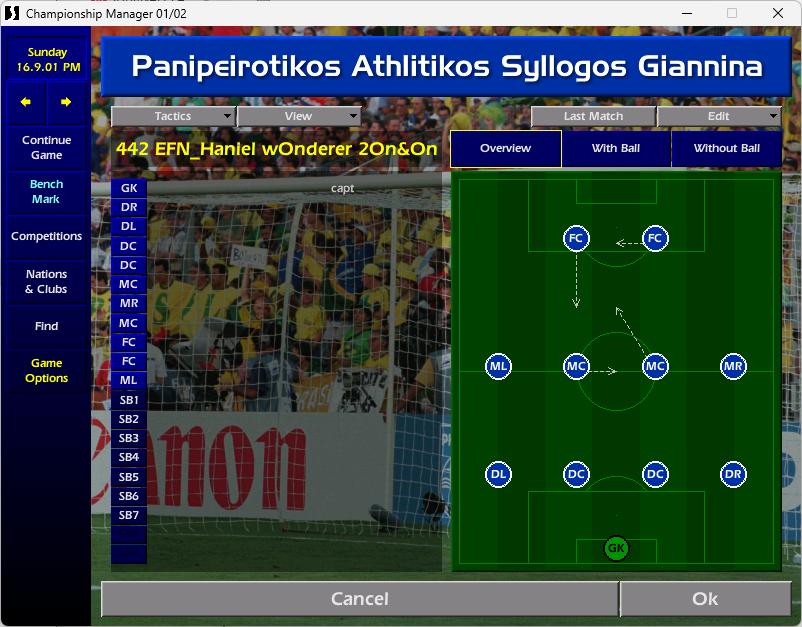 Championship Manager 01/02
Sunday
16.9.01 PM
Panipeirotikos Athlitikos Syllogos Giannina
Tactics
View
Last Match
Edit
Continue
Game
Bench
Mark
Competitions
Nations
& Clubs
Find
Game
Options
442 EFN_Haniel wOnderer 2On&On
Overview
With Ball
Without Ball
GK capt
DR
DL
DC
DC
MC
MR
MC
FC
FC
ML
SB1
SB2
SB3
SB4
SB5
SB6
SB7
FC FC
ML MC MC MR
DL DC DC DR
GK
Canon
Cancel
Ok